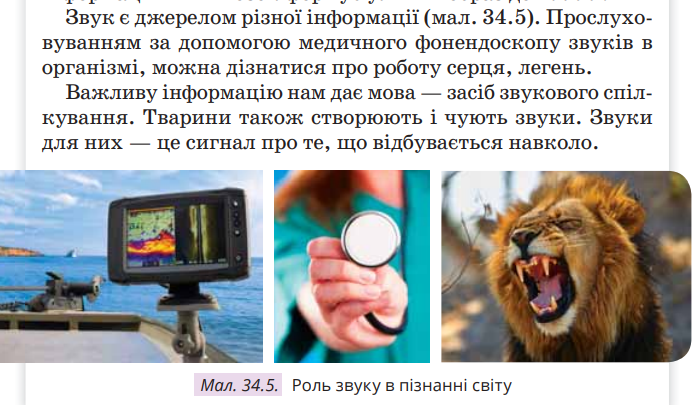 Звук є джерелом різної інформації (мал. 34.5). Прослухо-
вуванням за допомогою медичного фонендоскопу звуків в
організмі, можна дізнатися про роботу серця, легень.
Важливу інформацію нам дає мова — засіб звукового спіл-
кування. Тварини також створюють і чують звуки. Звуки
для них — це сигнал про те, що відбувається навколо.
Мал. 34.5. Роль звуку в пізнанні світу